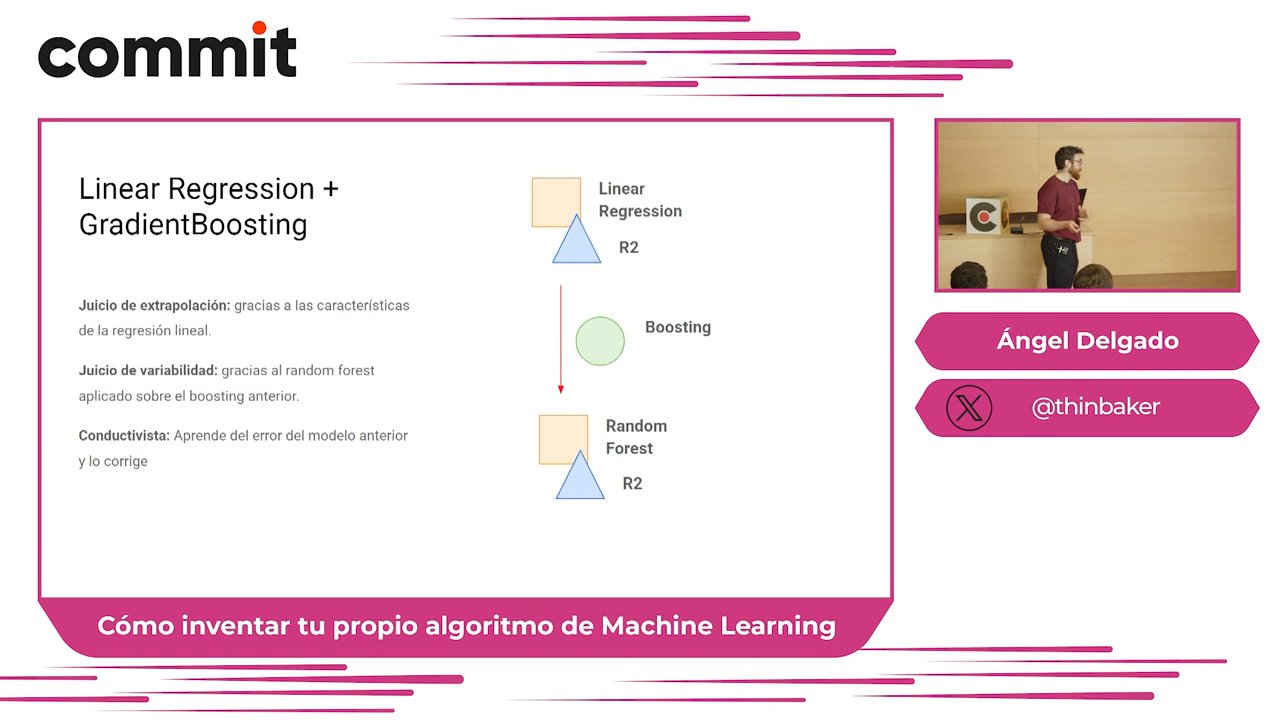 commit
Linear Regression +
GradientBoosting
Juicio de extrapolación: gracias a las características
de la regresión lineal.
Juicio de variabilidad: gracias al random forest
aplicado sobre el boosting anterior.
Conductivista: Aprende del error del modelo anterior
y lo corrige
Linear
Regression
R2
Boosting
Random
Forest
R2
Ángel Delgado
@thinbaker
Cómo inventar tu propio algoritmo de Machine Learning